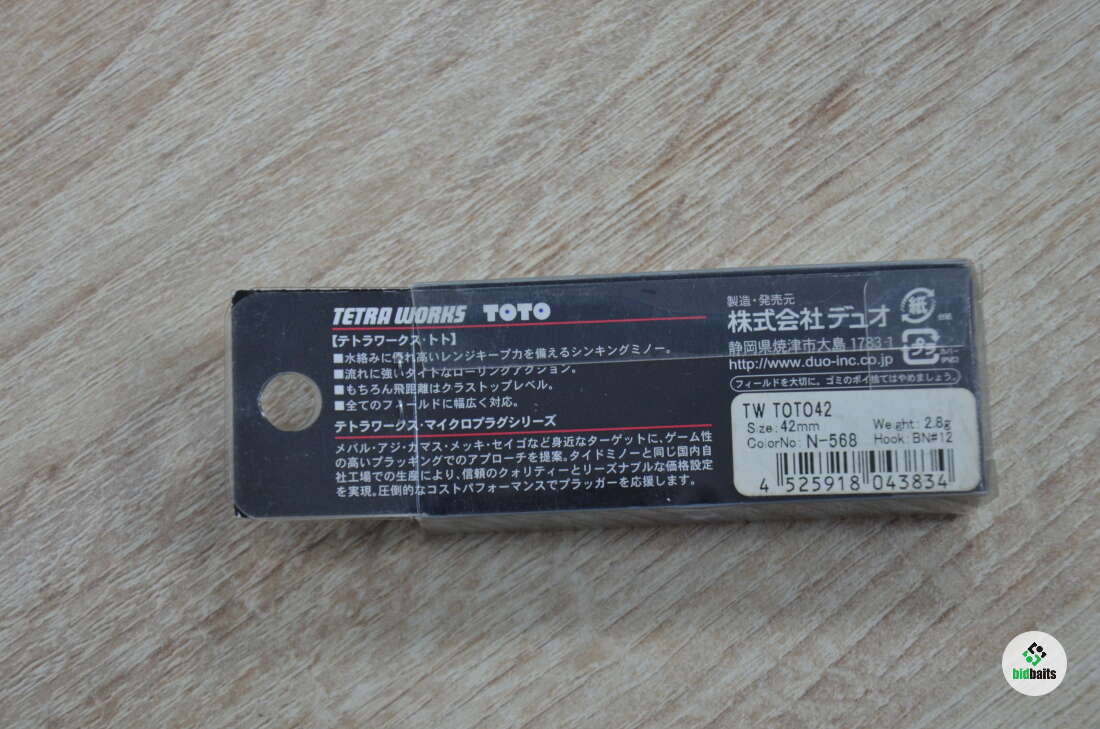 TETRA WORKS TOTO
【テトラワークス・トト】
■水絡みに優れ高いレンジキープ力を備えるシンキングミノー。
■流れに強いタイトなローリングアクション。
■もちろん飛距離はクラストップレベル。
■全てのフィールドに幅広く対応。
テトラワークス・マイクロプラグシリーズ
メバル・アジ・カマス・メッキ・セイゴなど身近なターゲットに、ゲーム性
の高いプラッギングでのアプローチを提案。タイドミノーと同じ国内自
社工場での生産により、信頼のクォリティーとリーズナブルな価格設定
を実現。圧倒的なコストパフォーマンスでプラッガーを応援します。
製造・発売元
株式会社デュオ
静岡県焼津市大島 1783-1
http://www.duo-inc.co.jp
紙
プラ
フィールドを大切に。ゴミのポイ捨てはやめましょう。
TW TOTO42
Size: 42mm Weight: 2.8g
ColorNo: N-568 Hook: BN#12
4 525918 043834
bidbaits